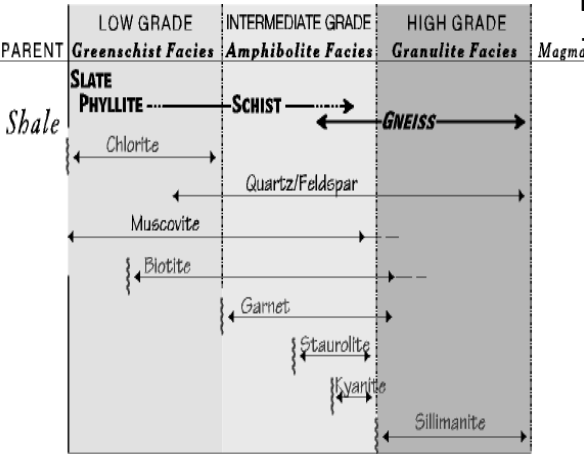 LOW GRADE INTERMEDIATE GRADE HIGH GRADE
PARENT Greenschist Facies Amphibolite Facies Granulite Facies Magma
SLATE
PHYLLITE SCHIST
Shale GNEISS
Chlorite
Quartz/Feldspar
Muscovite
Biotite
Garnet
Staurolite
Kyanite
Sillimanite